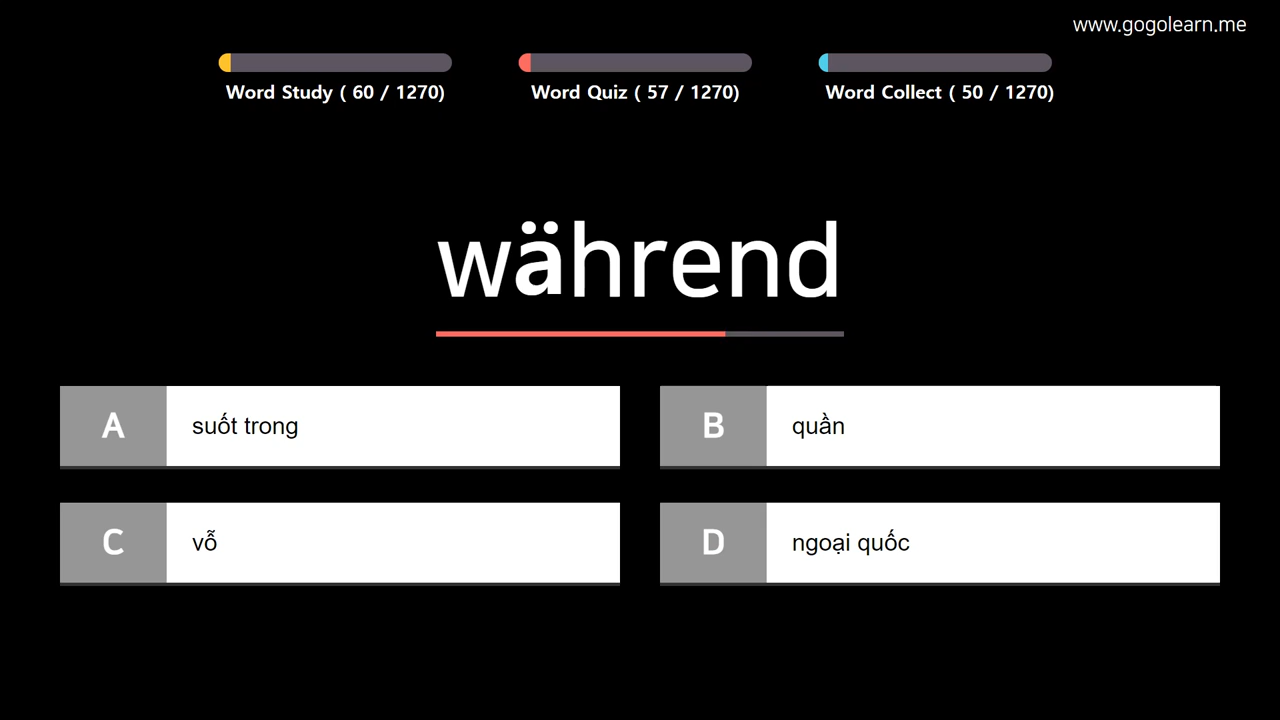 www.gogolearn.me
Word Study ( 60 / 1270)
Word Quiz ( 57 / 1270)
Word Collect ( 50 / 1270)
während
A suốt trong
B quần
C vỗ
D ngoại quốc